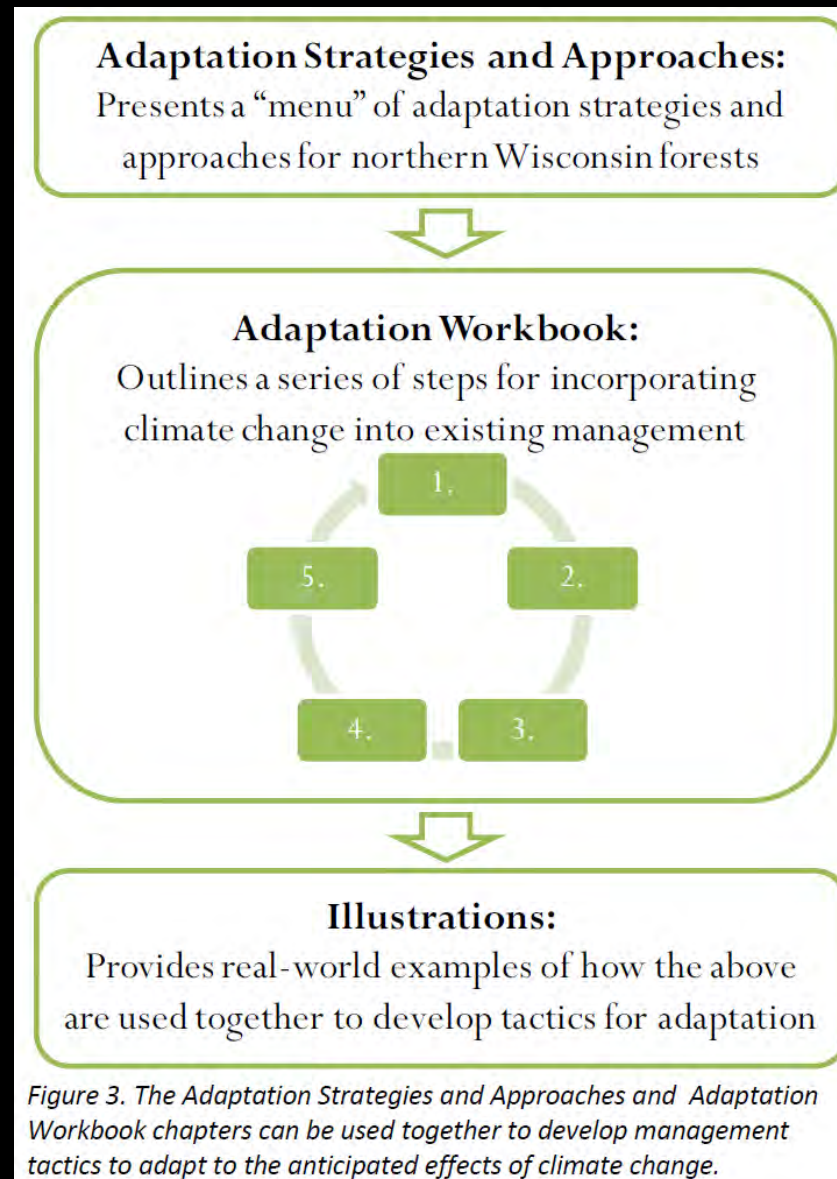 Adaptation Strategies and Approaches:
Presents a “menu” of adaptation strategies and
approaches for northern Wisconsin forests
Adaptation Workbook:
Outlines a series of steps for incorporating
climate change into existing management
1.
2.
3.
4.
5.
Illustrations:
Provides real-world examples of how the above
are used together to develop tactics for adaptation
Figure 3. The Adaptation Strategies and Approaches and Adaptation
Workbook chapters can be used together to develop management
tactics to adapt to the anticipated effects of climate change.